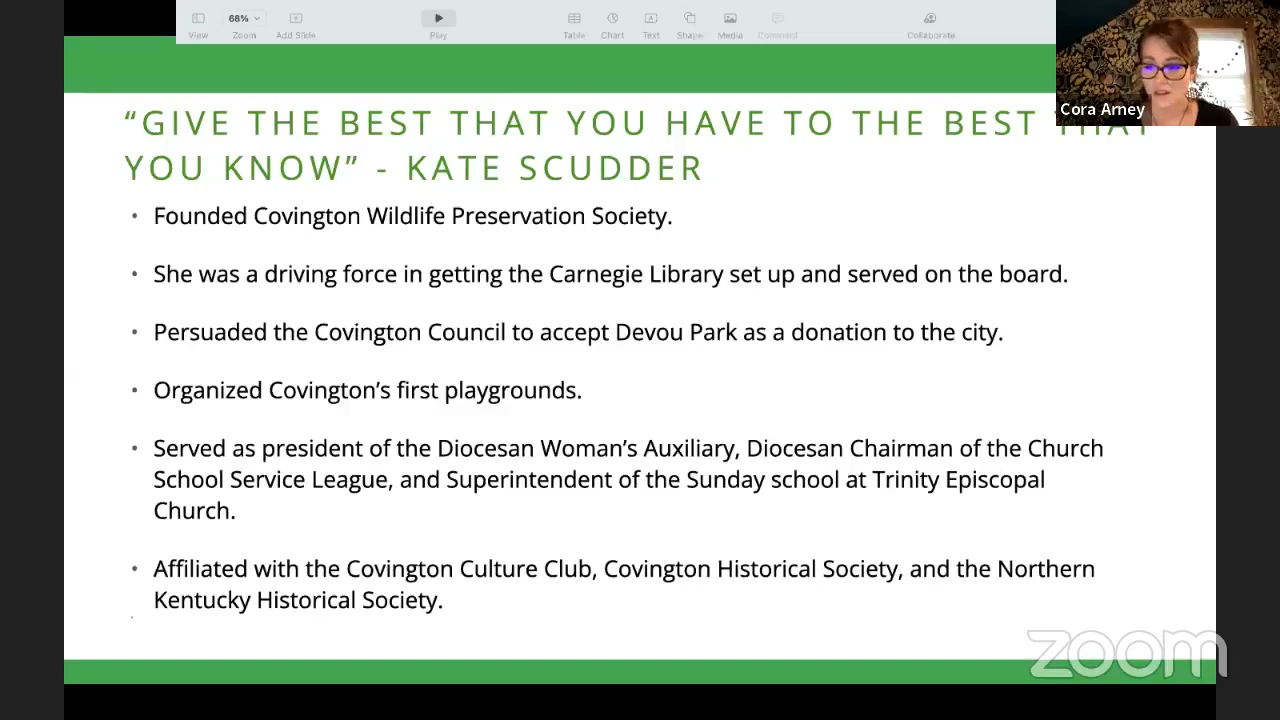 68%
View Zoom Add Slide Play Table Chart Text Shape Media Comment Collaborate
Cora Arney
“GIVE THE BEST THAT YOU HAVE TO THE BEST THAT
YOU KNOW” - KATE SCUDDER
• Founded Covington Wildlife Preservation Society.
• She was a driving force in getting the Carnegie Library set up and served on the board.
• Persuaded the Covington Council to accept Devou Park as a donation to the city.
• Organized Covington’s first playgrounds.
• Served as president of the Diocesan Woman’s Auxiliary, Diocesan Chairman of the Church
School Service League, and Superintendent of the Sunday school at Trinity Episcopal
Church.
• Affiliated with the Covington Culture Club, Covington Historical Society, and the Northern
Kentucky Historical Society.
zoom